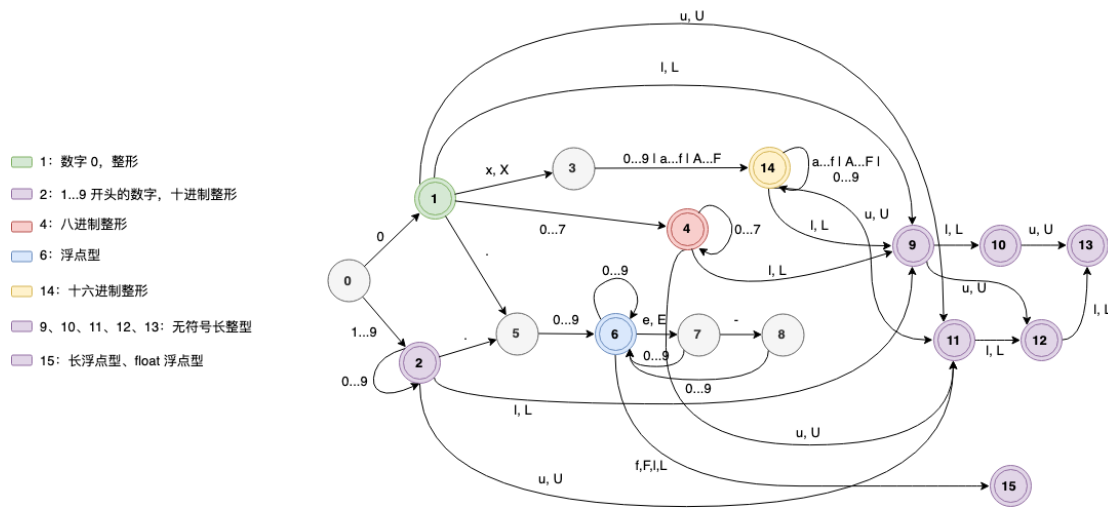 1：数字 0，整形
2：1...9 开头的数字，十进制整形
4：八进制整形
6：浮点型
14：十六进制整形
9、10、11、12、13：无符号长整型
15：长浮点型、float 浮点型
u, U
l, L
x, X
3
0...9 | a...f | A...F
14
a...f | A...F |
0...9
1
0...7
4
0...7
l, L
u, U
9
l, L
10
u, U
13
0
.
l, L
0
0...9
u, U
1...9
.
5
0...9
6
e, E
7
-
8
11
l, L
12
l, L
2
0...9
0...9
0...9
l, L
u, U
f,F,l,L
u, U
15